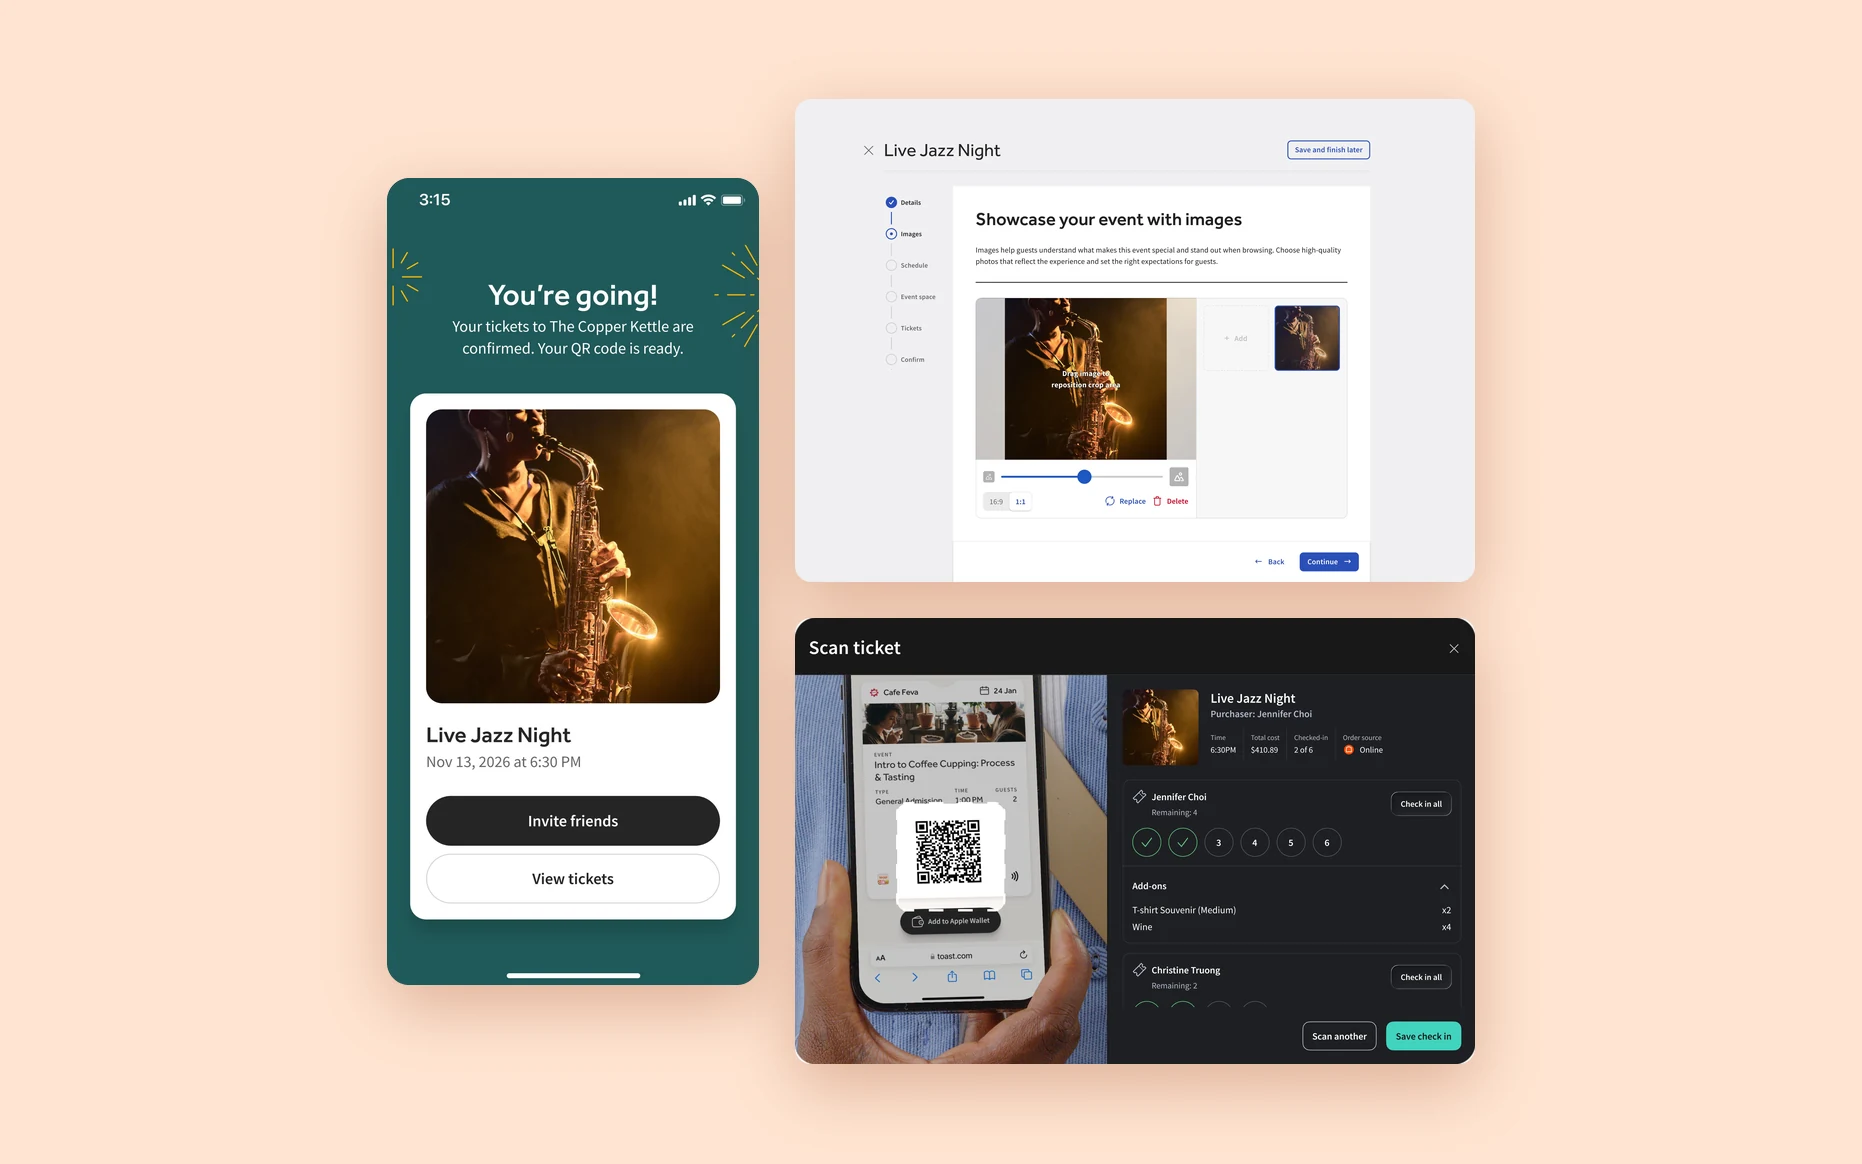 3:15
You're going!
Your tickets to The Copper Kettle are
confirmed. Your QR code is ready.
Live Jazz Night
Nov 13, 2026 at 6:30 PM
Invite friends
View tickets
Live Jazz Night
Save and finish later
Details
Images
Schedule
Event space
Tickets
Confirm
Showcase your event with images
Images help guests understand what makes this event special and stand out when browsing. Choose high-quality
photos that reflect the experience and set the right expectations for guests.
Drag image to
reposition crop area
+ Add
16:9
1:1
Replace
Delete
Back
Continue
Scan ticket
Cafe Feva
24 Jan
EVENT
Intro to Coffee Cupping: Process
& Tasting
TYPE
TIME
GUESTS
General Admission
1:00 PM
2
Add to Apple Wallet
AA
toast.com
Live Jazz Night
Purchaser: Jennifer Choi
Time
Total cost
Checked-in
Order source
6:30PM
$410.89
2 of 6
Online
Jennifer Choi
Remaining: 4
Check in all
3
4
5
6
Add-ons
T-shirt Souvenir (Medium)
x2
Wine
x4
Christine Truong
Remaining: 2
Check in all
Scan another
Save check in